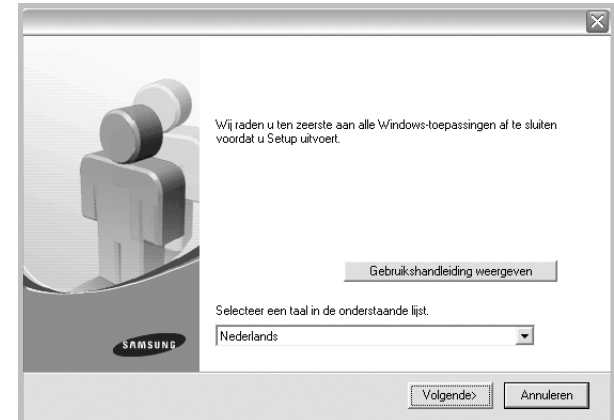 Wij raden u ten zeerste aan alle Windows-toepassingen af te sluiten
voordat u Setup uitvoert.
Gebruikshandleiding weergeven
Selecteer een taal in de onderstaande lijst.
Nederlands
SAMSUNG
Volgende>
Annuleren